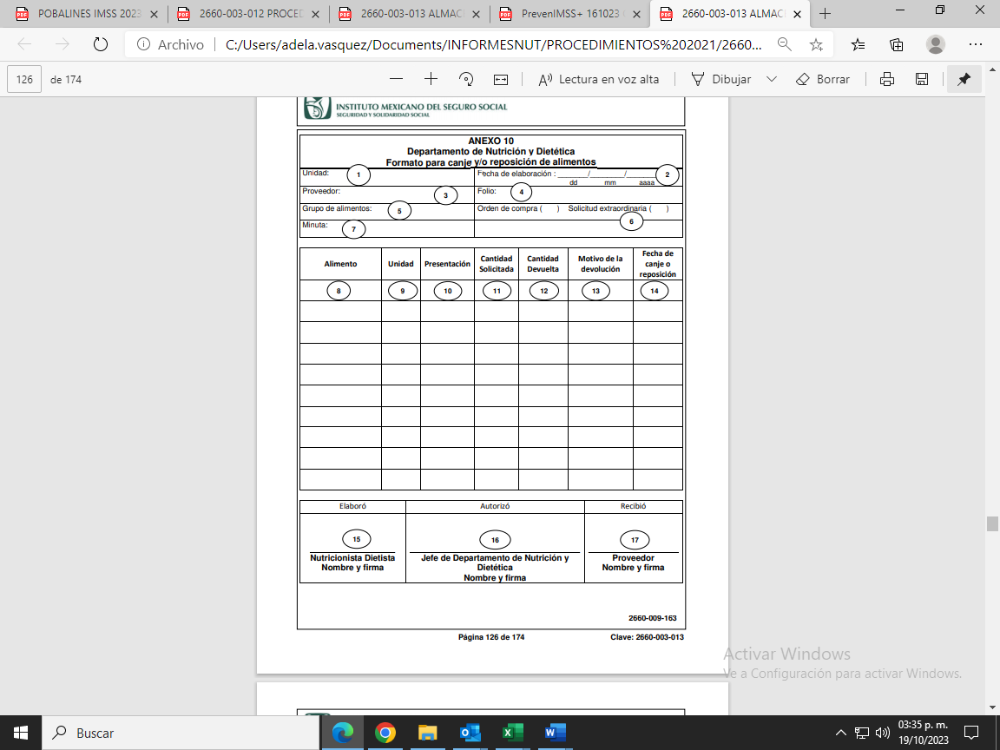 POBALINES IMSS 2023
2660-003-012 PROCED
2660-003-013 ALMAC
PrevenIMSS+ 161023
2660-003-013 ALMAC
Archivo
C:/Users/adela.vasquez/Documents/INFORMESNUT/PROCEDIMIENTOS%202021/2660...
126
de 174
Lectura en voz alta
Dibujar
Borrar
INSTITUTO MEXICANO DEL SEGURO SOCIAL
SEGURIDAD Y SOLIDARIDAD SOCIAL
ANEXO 10
Departamento de Nutrición y Dietética
Formato para canje y/o reposición de alimentos
Unidad: 1
Fecha de elaboración : ______/______/______ 2
dd mm aaaa
Proveedor: 3
Folio: 4
Grupo de alimentos: 5
Orden de compra ( ) Solicitud extraordinaria ( )
6
Minuta: 7
Alimento Unidad Presentación Cantidad Solicitada Cantidad Devuelta Motivo de la devolución Fecha de canje o reposición
8 9 10 11 12 13 14
Elaboró Autorizó Recibió
15 16 17
Nutricionista Dietista
Nombre y firma
Jefe de Departamento de Nutrición y
Dietética
Nombre y firma
Proveedor
Nombre y firma
2660-009-163
Página 126 de 174
Clave: 2660-003-013
Activar Windows
Ve a Configuración para activar Windows.
Buscar
03:35 p. m.
19/10/2023